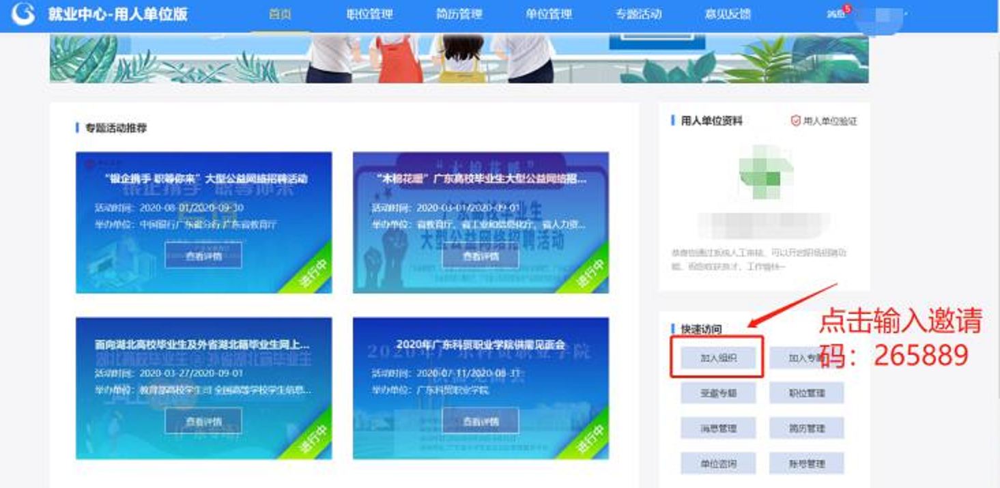 就业中心-用人单位版
首页
职位管理
简历管理
单位管理
专题活动
意见反馈
消息
5
专题活动推荐
“银企携手 职等你来”大型公益网络招聘活动
活动时间：2020-08-01/2020-09-30
举办单位：中国银行广东省分行,广东省教育厅
查看详情
进行中
“木棉花暖”广东高校毕业生大型公益网络招...
活动时间：2020-03-01/2020-09-01
举办单位：省教育厅、省工业和信息化厅、省人力资...
查看详情
进行中
面向湖北高校毕业生及外省湖北籍毕业生网上...
活动时间：2020-03-27/2020-09-01
举办单位：教育部高校学生司 全国高等学校学生信息...
查看详情
进行中
2020年广东科贸职业学院供需见面会
活动时间：2020-07-11/2020-08-31
举办单位：广东科贸职业学院
查看详情
进行中
用人单位资料
用人单位验证
恭喜您通过系统人工审核，可以开启职场招聘功
能，祝您收获英才，工作愉快~
快速访问
点击输入邀请
码：265889
加入组织
加入专题
受邀专题
职位管理
消息管理
简历管理
单位咨询
账号管理